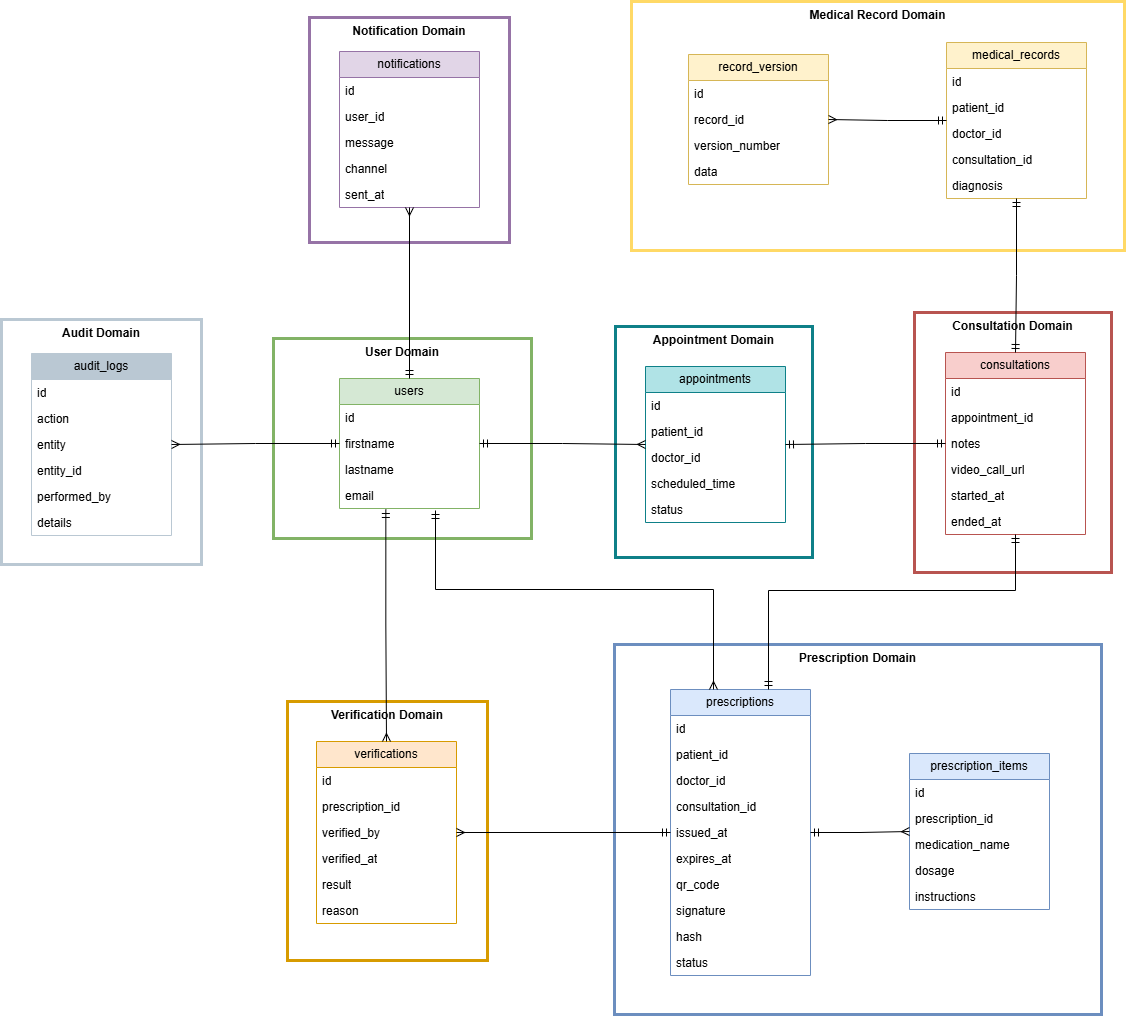 Notification Domain
notifications
id
user_id
message
channel
sent_at
Medical Record Domain
record_version
id
record_id
version_number
data
medical_records
id
patient_id
doctor_id
consultation_id
diagnosis
Audit Domain
audit_logs
id
action
entity
entity_id
performed_by
details
User Domain
users
id
firstname
lastname
email
Appointment Domain
appointments
id
patient_id
doctor_id
scheduled_time
status
Consultation Domain
consultations
id
appointment_id
notes
video_call_url
started_at
ended_at
Verification Domain
verifications
id
prescription_id
verified_by
verified_at
result
reason
Prescription Domain
prescriptions
id
patient_id
doctor_id
consultation_id
issued_at
expires_at
qr_code
signature
hash
status
prescription_items
id
prescription_id
medication_name
dosage
instructions